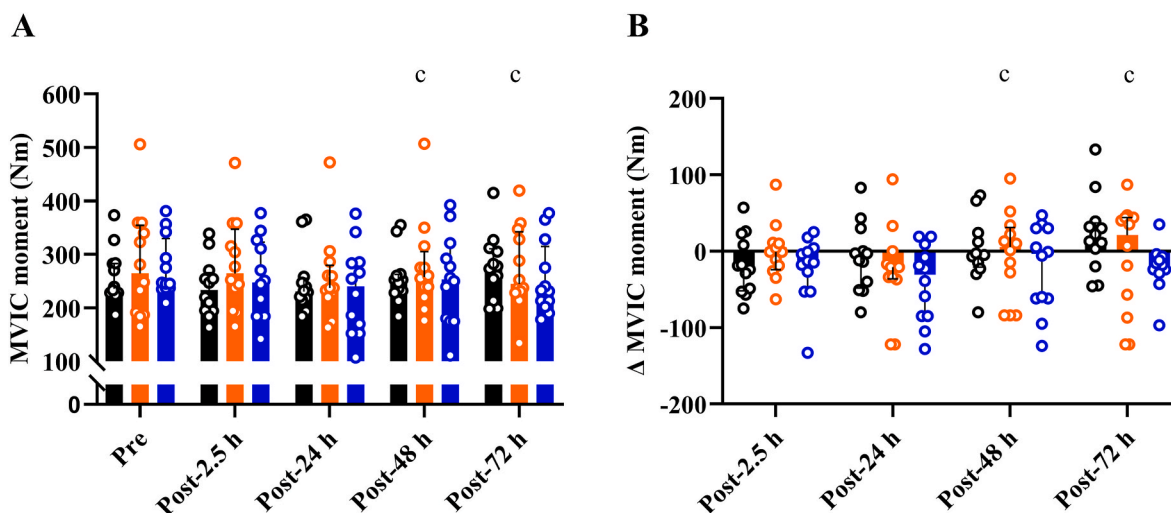 A
B
c
c
c
c
MVIC moment (Nm)
600
500
400
300
200
100
0
Pre
Post-2.5 h
Post-24 h
Post-48 h
Post-72 h
Δ MVIC moment (Nm)
200
100
0
-100
-200
Post-2.5 h
Post-24 h
Post-48 h
Post-72 h